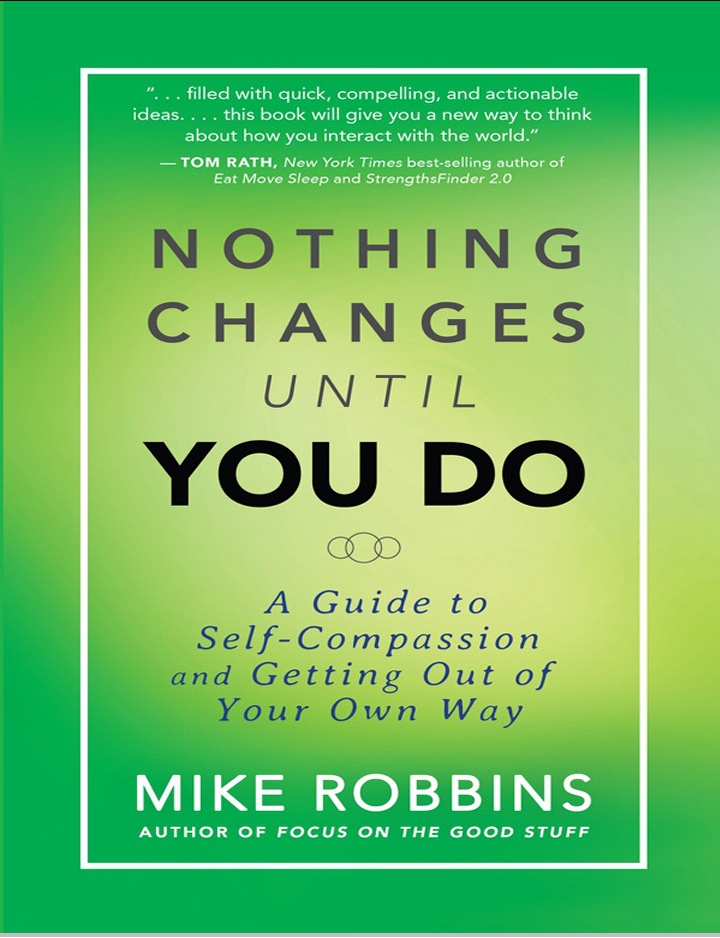 “. . . filled with quick, compelling, and actionable
ideas. . . . this book will give you a new way to think
about how you interact with the world.”
— TOM RATH, New York Times best-selling author of
Eat Move Sleep and StrengthsFinder 2.0
NOTHING
CHANGES
UNTIL
YOU DO
A Guide to
Self-Compassion
and Getting Out of
Your Own Way
MIKE ROBBINS
AUTHOR OF FOCUS ON THE GOOD STUFF